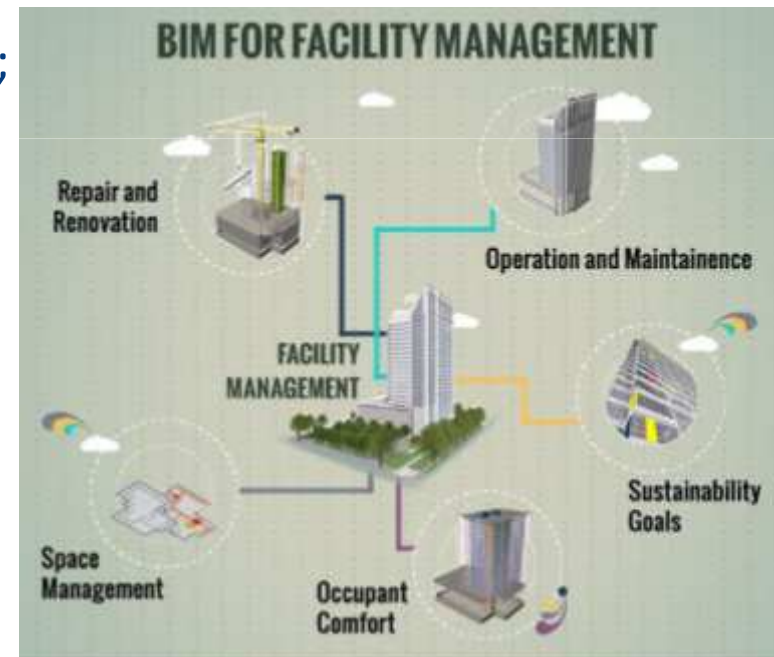 ;
BIM FOR FACILITY MANAGEMENT
Repair and
Renovation
Operation and Maintainence
FACILITY
MANAGEMENT
Sustainability
Goals
Space
Management
Occupant
Comfort